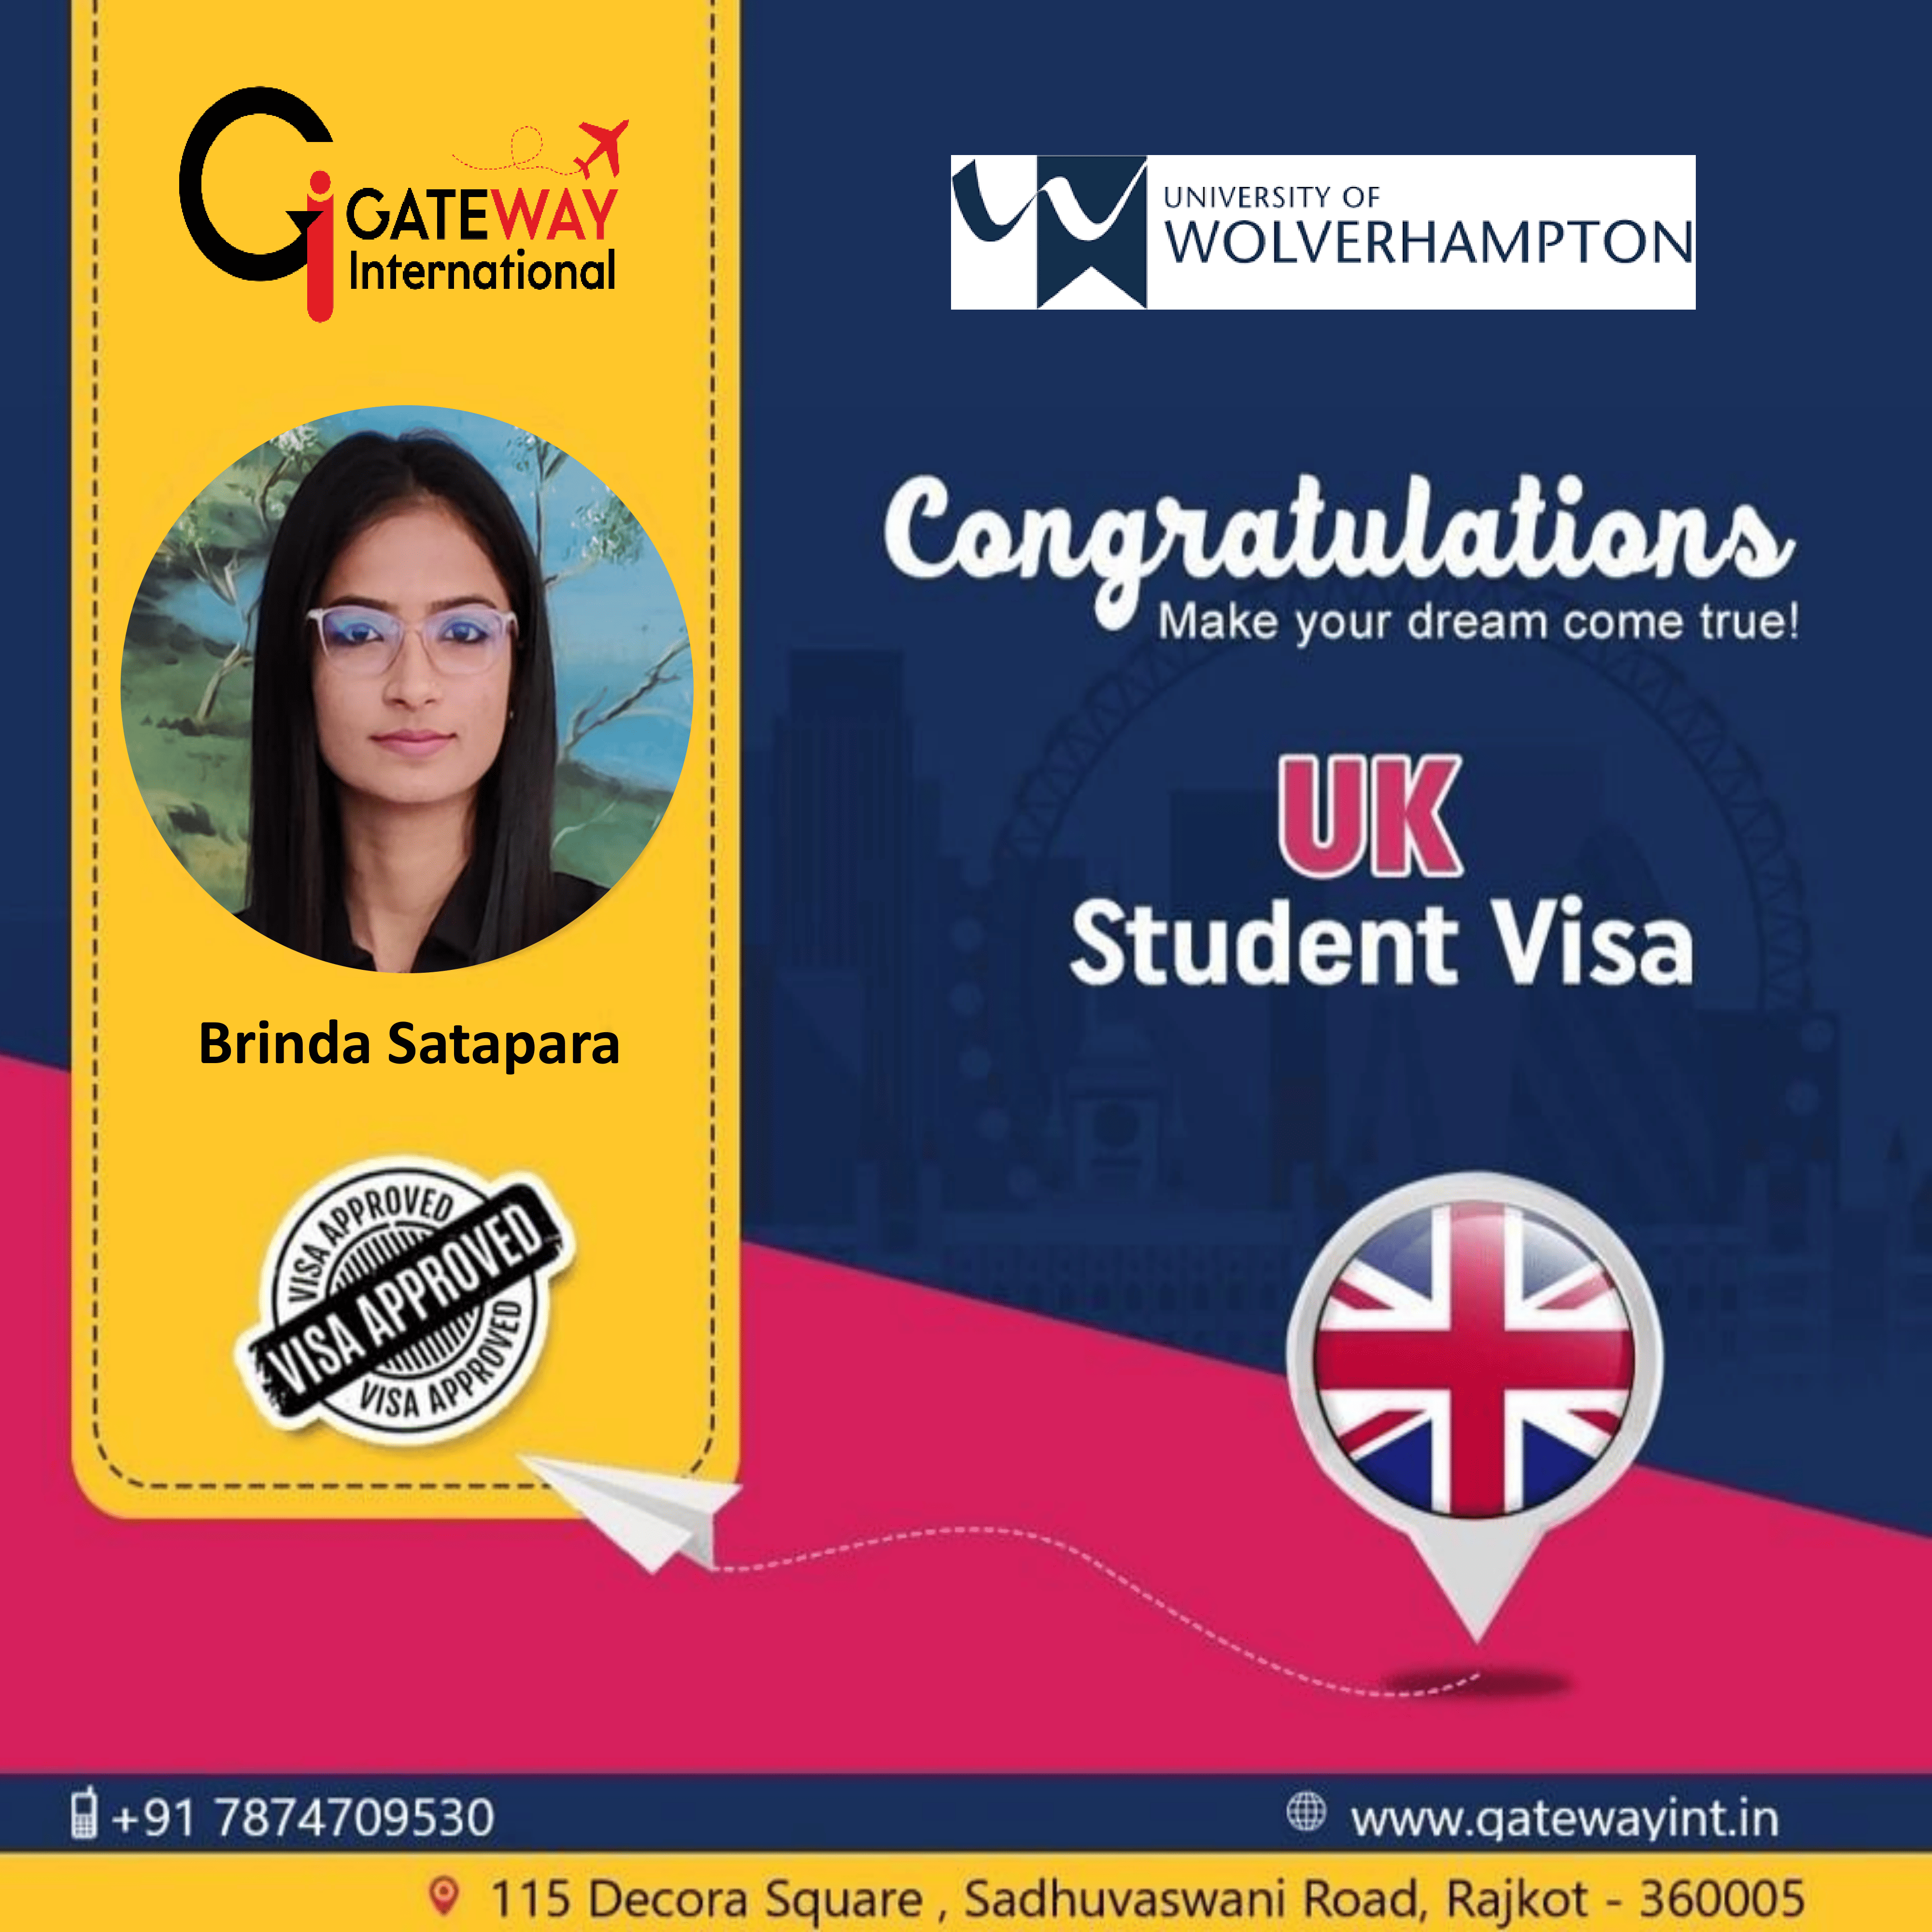 GATEWAY
International
UNIVERSITY OF
WOLVERHAMPTON
Congratulations
Make your dream come true!
UK
Student Visa
Brinda Satapara
VISA APPROVED
VISA APPROVED
VISA APPROVED
+91 7874709530
www.gatewayint.in
115 Decora Square , Sadhuvaswani Road, Rajkot - 360005